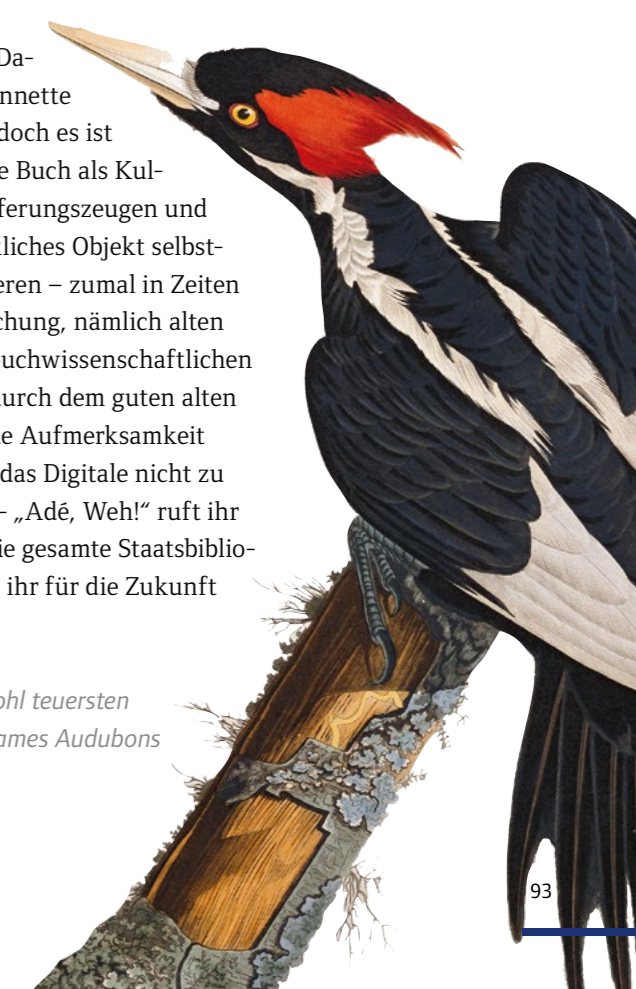 Da-
nnette
doch es ist
e Buch als Kul-
ferungszeugen und
liches Objekt selbst-
eren – zumal in Zeiten
chung, nämlich alten
uchwissenschaftlichen
durch dem guten alten
e Aufmerksamkeit
das Digitale nicht zu
– „Adé, Weh!“ ruft ihr
ie gesamte Staatsbiblio-
ihr für die Zukunft
ohl teuersten
ames Audubons
93